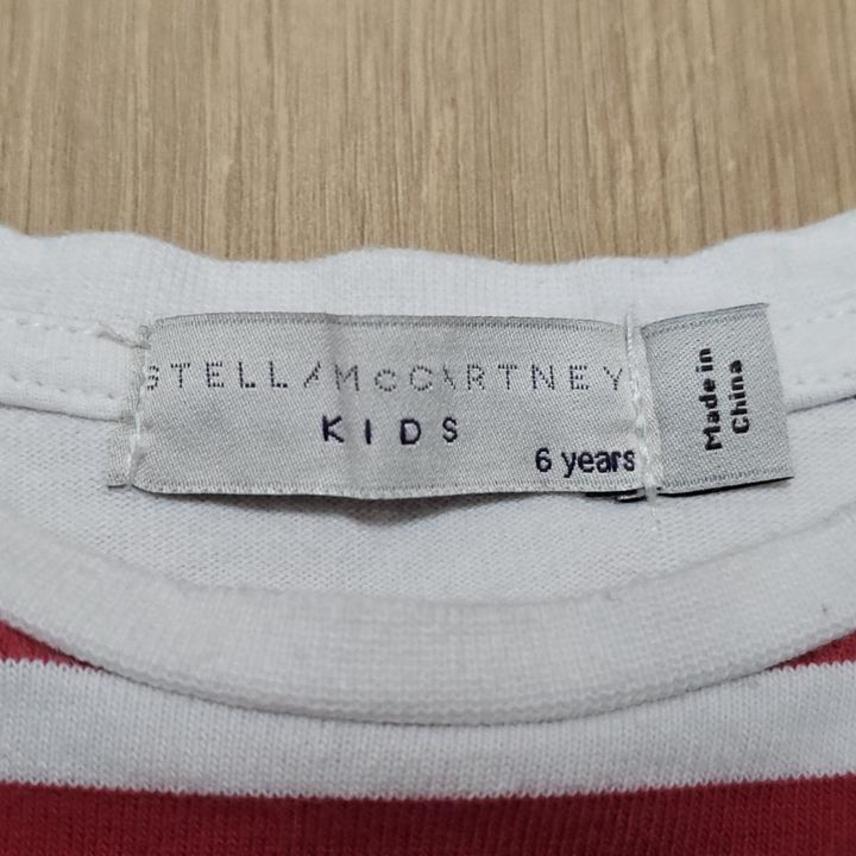 STELLA McCARTNEY
KIDS
6 years
Made in
China